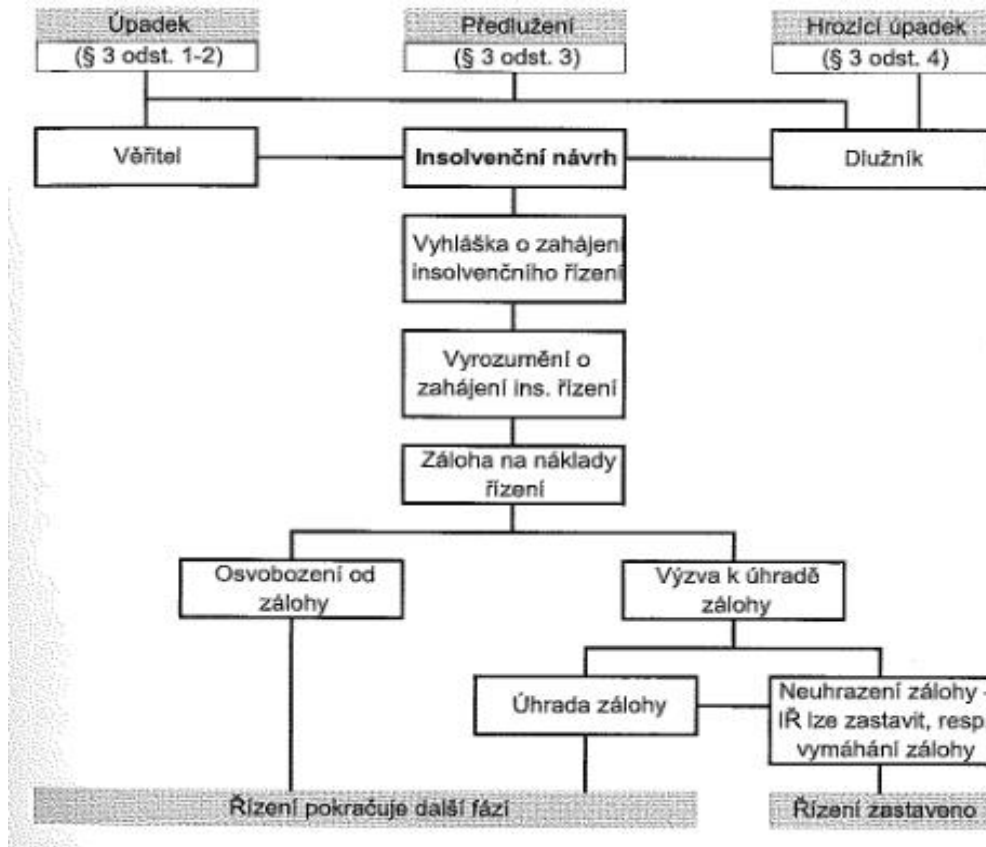 Úpadek
(§ 3 odst. 1-2)
Předlužení
(§ 3 odst. 3)
Hrozící úpadek
(§ 3 odst. 4)
Věřitel
Insolvenční návrh
Dlužník
Vyhláška o zahájení
insolvenčního řízení
Vyrozumění o
zahájení ins. řízení
Záloha na náklady
řízení
Osvobození od
zálohy
Výzva k úhradě
zálohy
Úhrada zálohy
Neuhrazení zálohy -
IŘ lze zastavit, resp.
vymáhání zálohy
Řízení pokračuje další fází
Řízení zastaveno